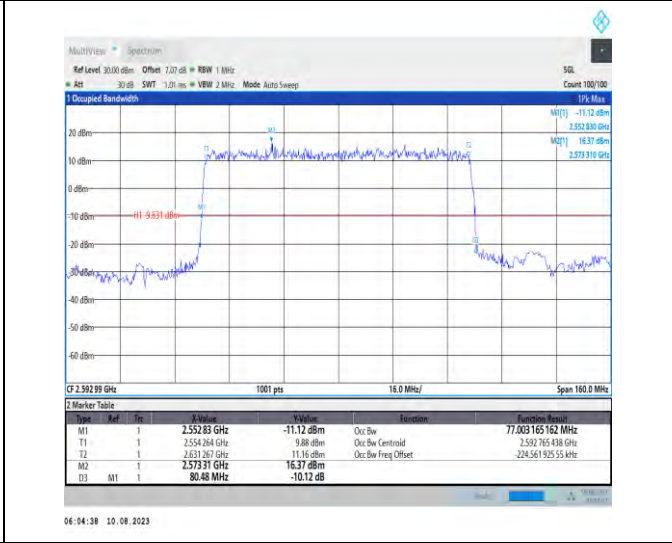 MultiView Spectrum
Ref Level 30.00 dBm Offset 7.07 dB RBW 1 MHz SGL
Att 30 dB SWT 1.01 ms VBW 2 MHz Mode Auto Sweep Count 100/100
1 Occupied Bandwidth 1Pk Max
M1[1] -11.12 dBm
2.552 830 GHz
M2[1] 16.37 dBm
2.573 310 GHz
20 dBm
10 dBm
0 dBm
-10 dBm
H1 -9.631 dBm
-20 dBm
-30 dBm
-40 dBm
-50 dBm
-60 dBm
M2
T1
T2
M1
D3
CF 2.592 99 GHz 1001 pts 16.0 MHz/ Span 160.0 MHz
2 Marker Table
Type Ref Trc X-Value Y-Value Function Function Result
M1 1 2.552 83 GHz -11.12 dBm Occ Bw 77.003 165 162 MHz
T1 1 2.554 264 GHz 9.88 dBm Occ Bw Centroid 2.592 765 438 GHz
T2 1 2.631 267 GHz 11.16 dBm Occ Bw Freq Offset -224.561 925 55 kHz
M2 1 2.573 31 GHz 16.37 dBm
D3 M1 1 80.48 MHz -10.12 dB
Ready
06:04:38 10.08.2023